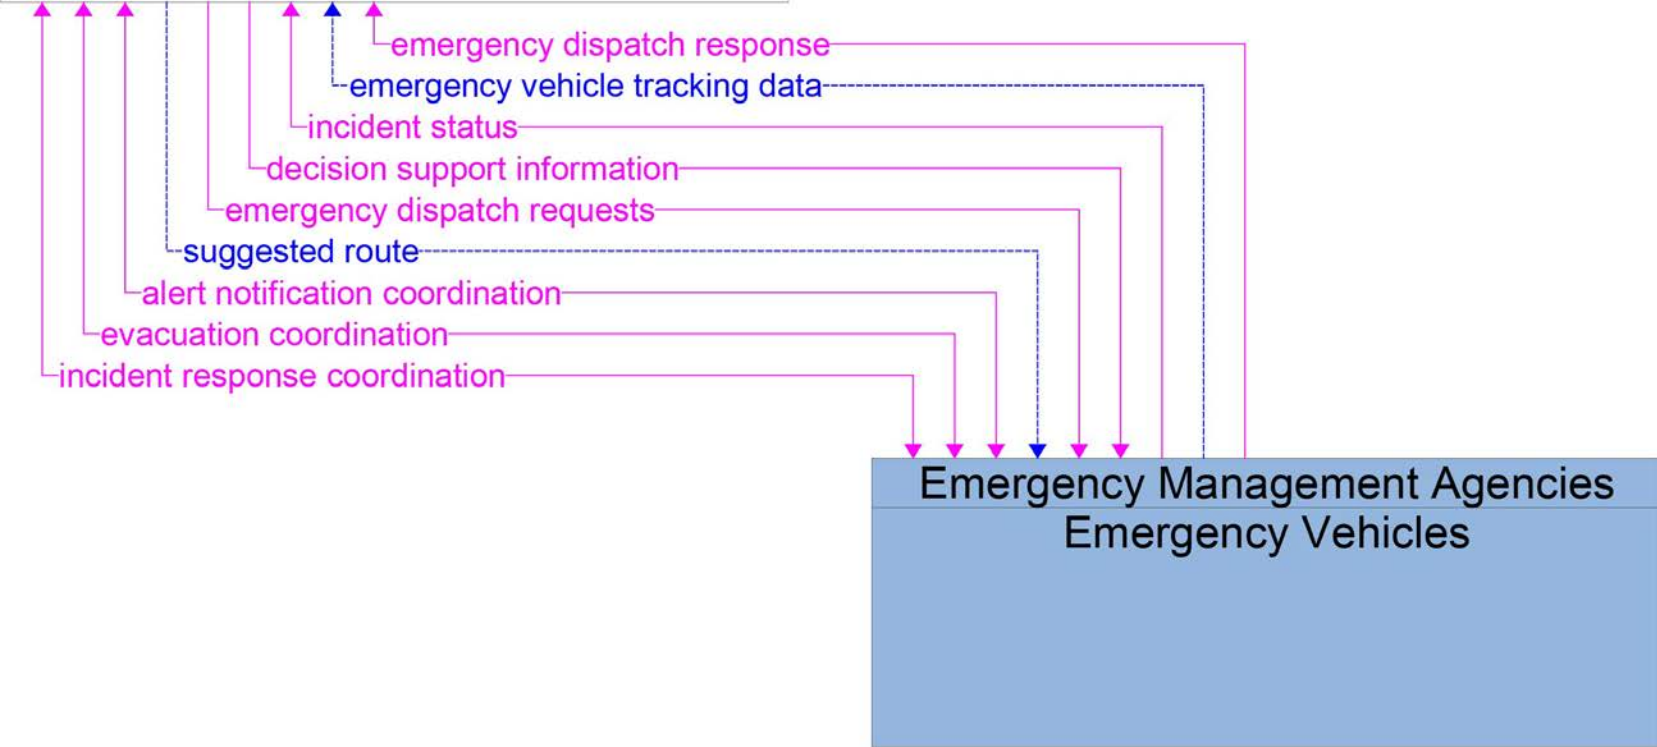 emergency dispatch response
emergency vehicle tracking data
incident status
decision support information
emergency dispatch requests
suggested route
alert notification coordination
evacuation coordination
incident response coordination
Emergency Management Agencies
Emergency Vehicles